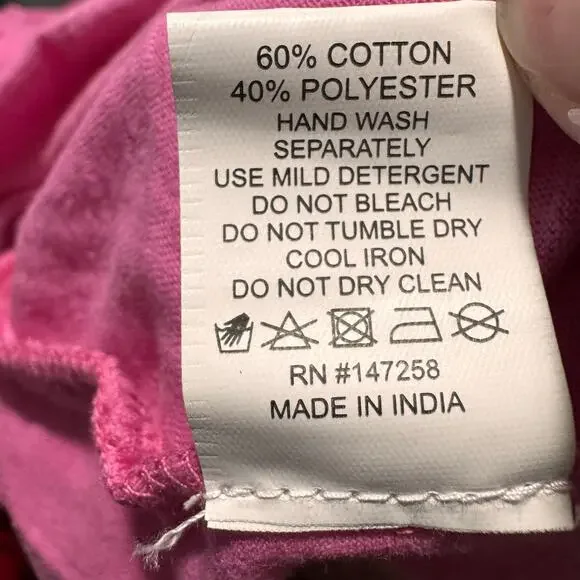 60% COTTON
40% POLYESTER
HAND WASH
SEPARATELY
USE MILD DETERGENT
DO NOT BLEACH
DO NOT TUMBLE DRY
COOL IRON
DO NOT DRY CLEAN
RN #147258
MADE IN INDIA